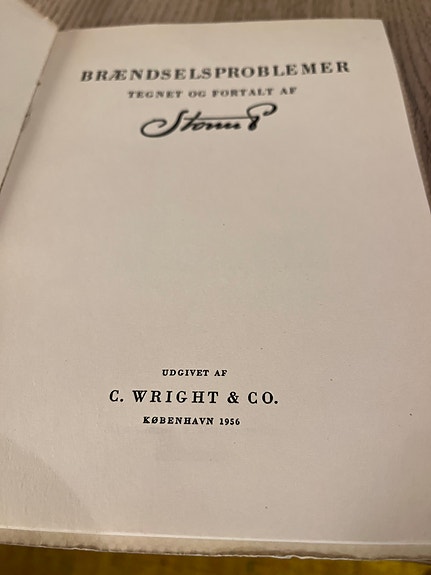 BRÆNDSELSPROBLEMER
TEGNET OG FORTALT AF
Storm P
UDGIVET AF
C. WRIGHT & CO.
KØBENHAVN 1956